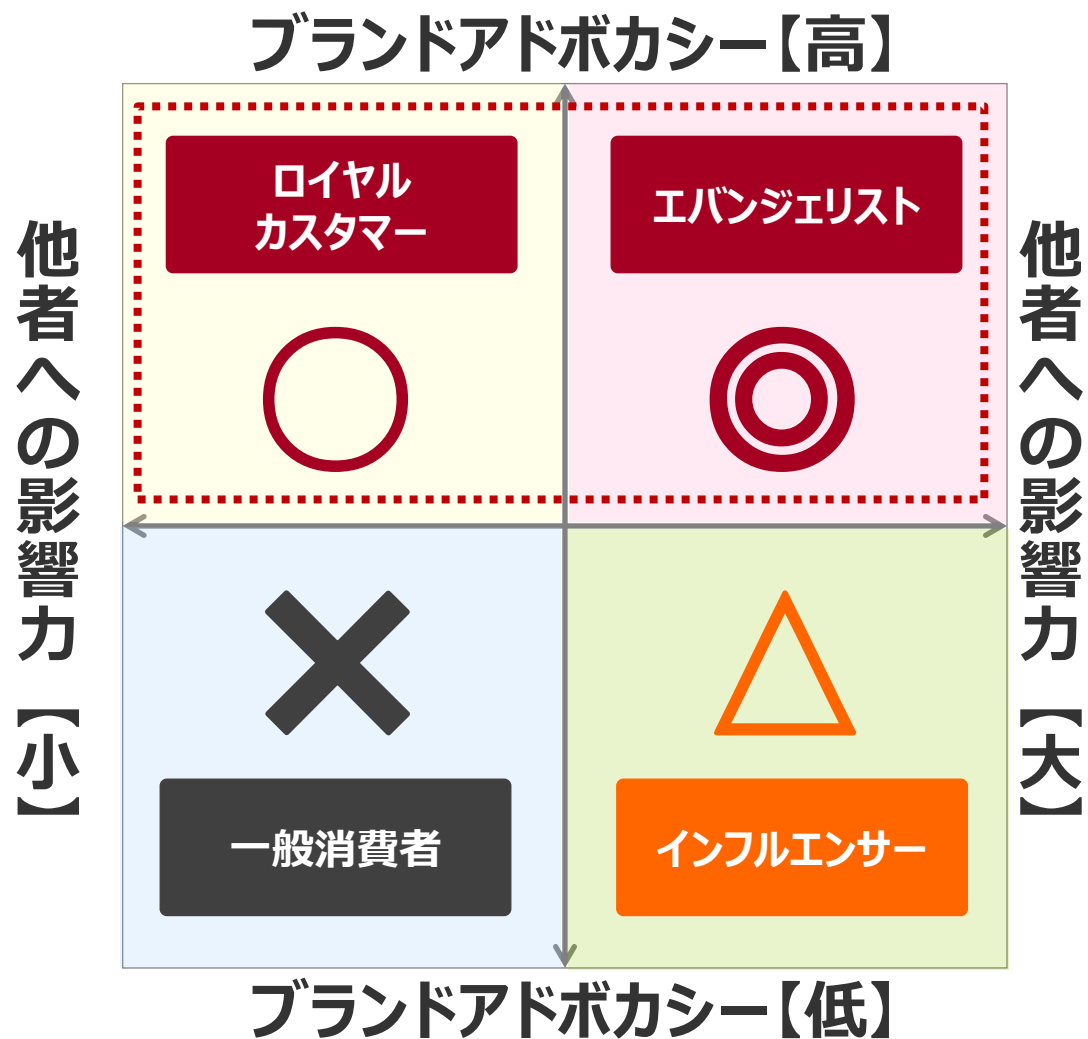 ブランドアドボカシー【高】
他者への影響力【小】
ロイヤル
カスタマー
エバンジェリスト
他者への影響力【大】
一般消費者
インフルエンサー
ブランドアドボカシー【低】